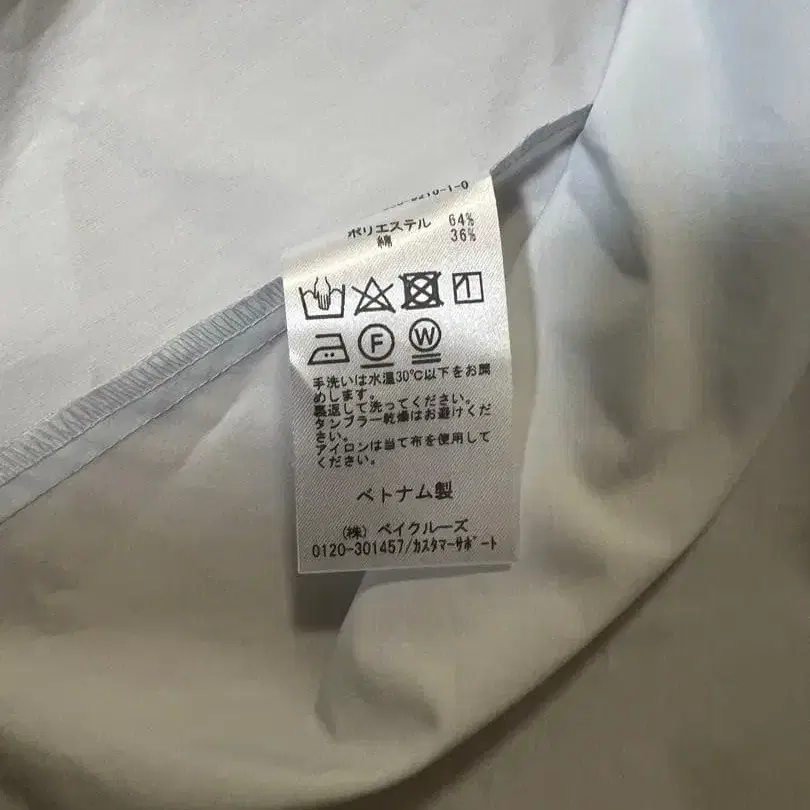 ポリエステル 64%
綿 36%
F W
手洗いは水温30℃以下をお勧
めします。
裏返して洗ってください。
タンブラー乾燥はお避けくだ
さい。
アイロンは当て布を使用して
ください。
ベトナム製
(株) ベイクルーズ
0120-301457/カスタマーサポート